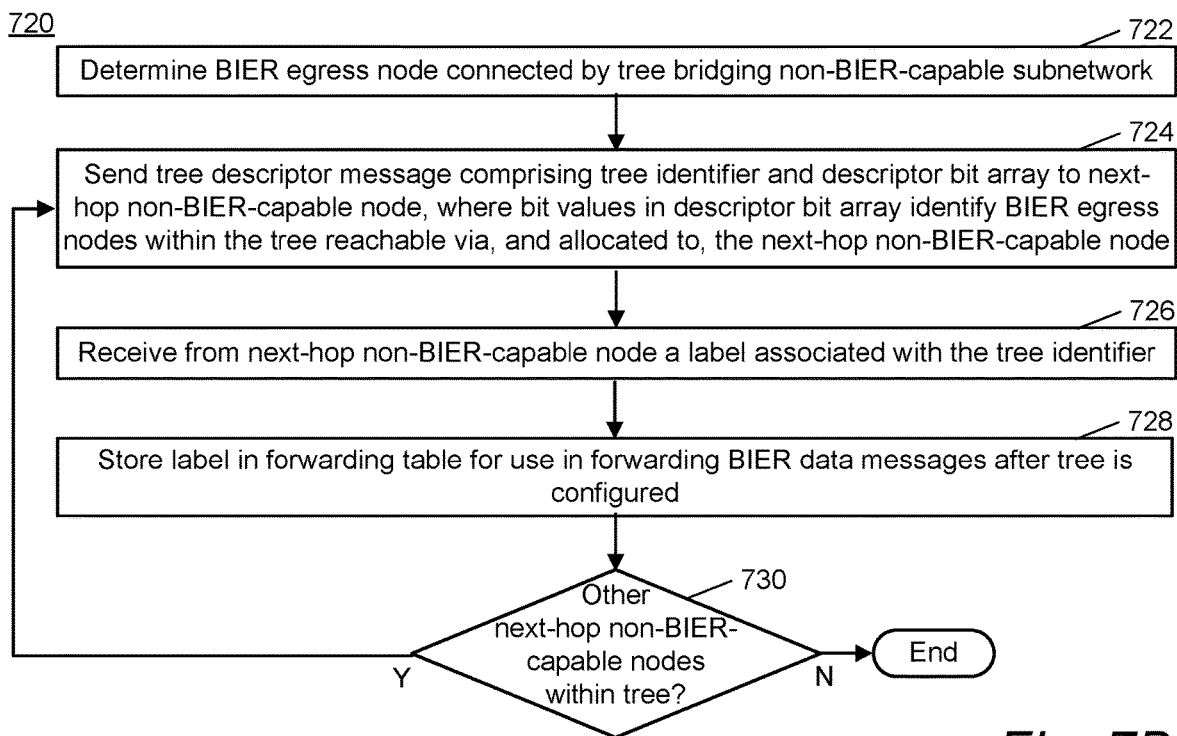 720
722
Determine BIER egress node connected by tree bridging non-BIER-capable subnetwork
724
Send tree descriptor message comprising tree identifier and descriptor bit array to next-
hop non-BIER-capable node, where bit values in descriptor bit array identify BIER egress
nodes within the tree reachable via, and allocated to, the next-hop non-BIER-capable node
726
Receive from next-hop non-BIER-capable node a label associated with the tree identifier
728
Store label in forwarding table for use in forwarding BIER data messages after tree is
configured
730
Other
next-hop non-BIER-
capable nodes
within tree?
Y
N
End